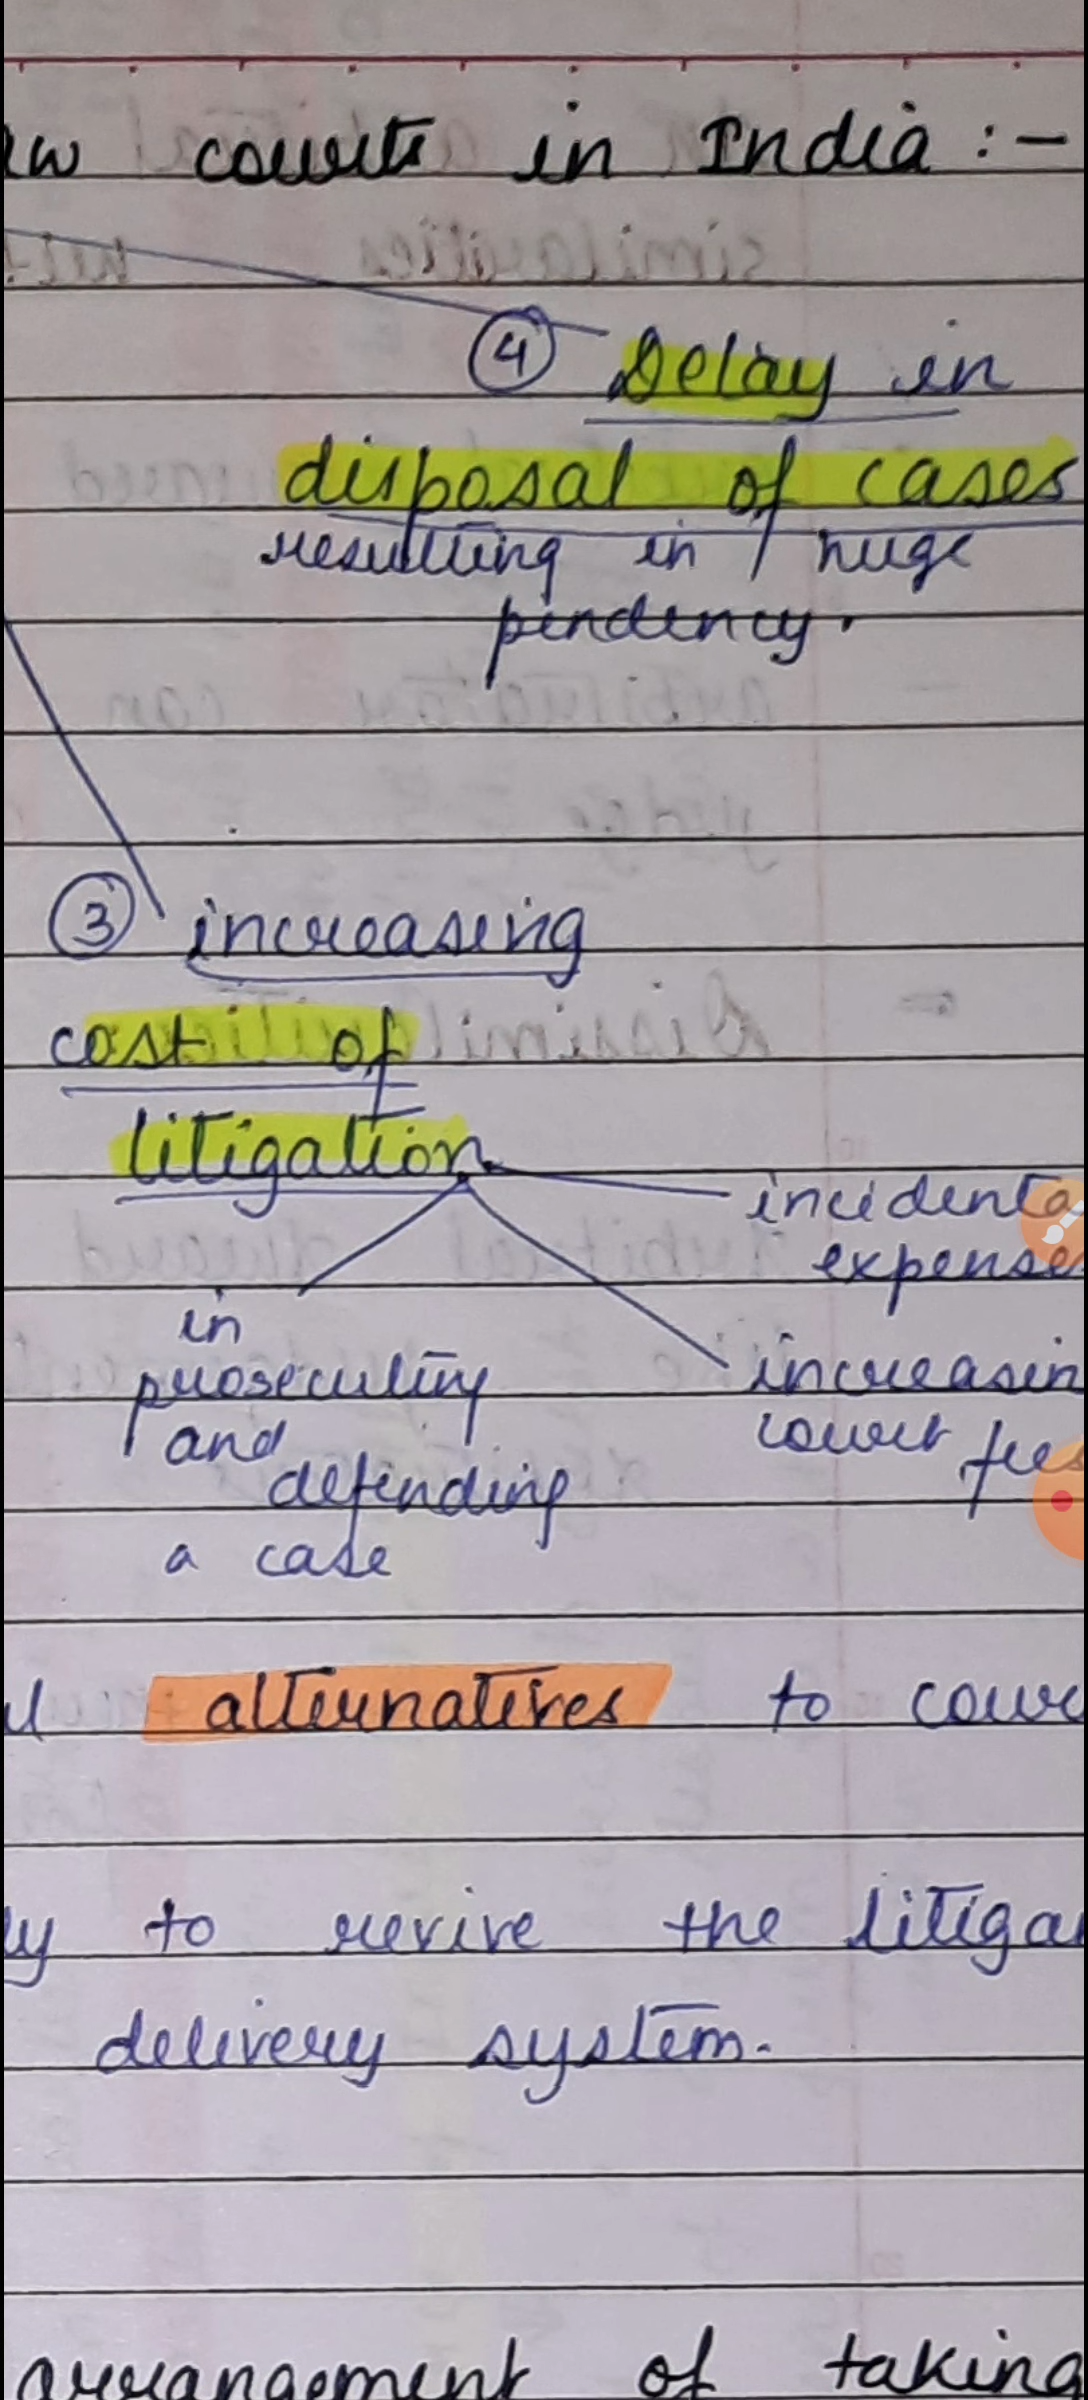 courts in India :-
④ Delay in
disposal of cases
resulting in huge
pendency.
③ increasing
cost of
litigation
incidenta
expense
in
prosecuting
and
defending
a case
increasin
court fees
alternatives to cour
ly to revive the litiga
delivery system.
arrangement of taking